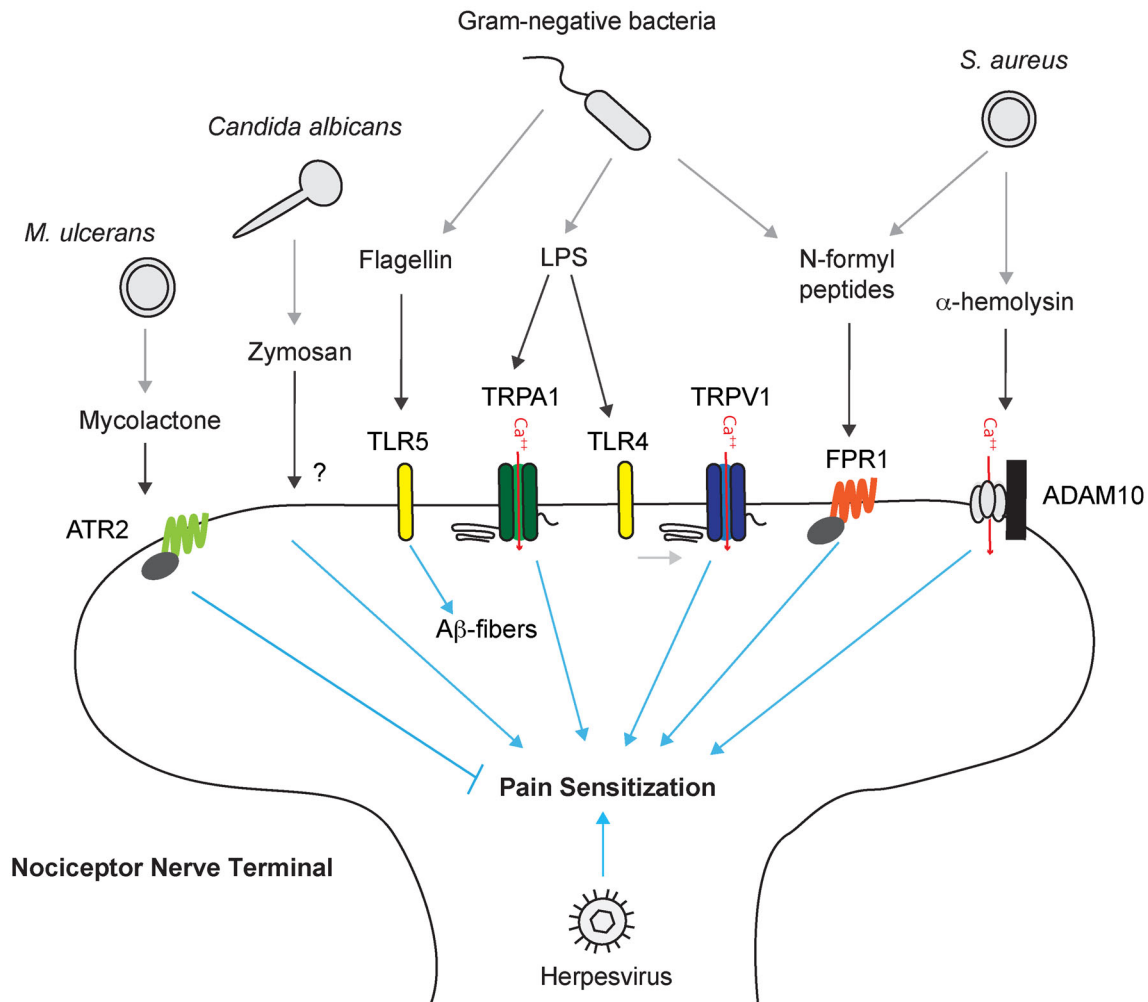 Gram-negative bacteria
S. aureus
Candida albicans
M. ulcerans
Flagellin
LPS
N-formyl
peptides
α-hemolysin
Zymosan
Mycolactone
TRPA1
TRPV1
Ca++
Ca++
Ca++
TLR5
TLR4
FPR1
?
ADAM10
ATR2
Aβ-fibers
Pain Sensitization
Nociceptor Nerve Terminal
Herpesvirus